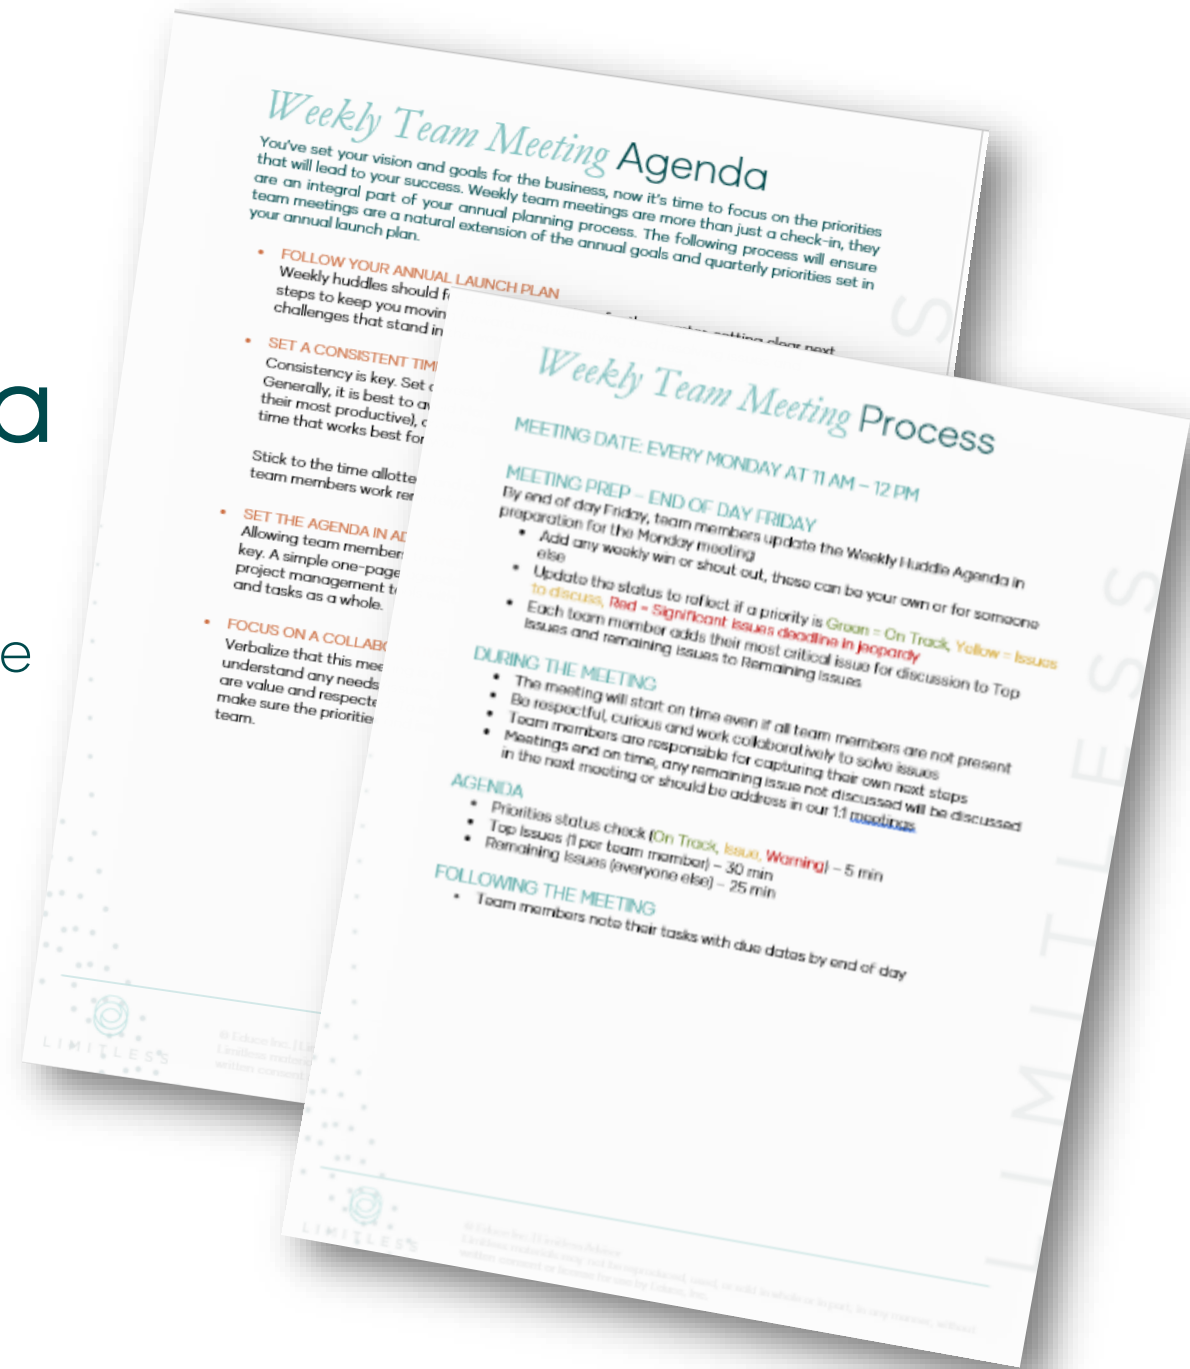 a
e
Weekly Team Meeting Agenda
You've set your vision and goals for the business, now it's time to focus on the priorities
that will lead to your success. Weekly team meetings are more than just a check-in, they
are an integral part of your annual planning process. The following process will ensure
team meetings are a natural extension of the annual goals and quarterly priorities set in
your annual launch plan.
• FOLLOW YOUR ANNUAL LAUNCH PLAN
Weekly huddles should f
setting clear next
steps to keep you movin
challenges that stand in
• SET A CONSISTENT TIM
Consistency is key. Set
Generally, it is best to av
their most productive),
time that works best for
Stick to the time allotte
team members work rem
• SET THE AGENDA IN AD
Allowing team member
key. A simple one-page
project management t
and tasks as a whole.
• FOCUS ON A COLLABO
Verbalize that this mee
understand any needs
are value and respecte
make sure the prioritie
team.
LIMITLESS
S
Weekly Team Meeting Process
MEETING DATE: EVERY MONDAY AT 11 AM – 12 PM
MEETING PREP – END OF DAY FRIDAY
By end of day Friday, team members update the Weekly Huddle Agenda in
preparation for the Monday meeting
• Add any weekly win or shout out, these can be your own or for someone
else
• Update the status to reflect if a priority is Green = On Track, Yellow = Issues
to discuss, Red = Significant issues deadline in jeopardy
• Each team member adds their most critical issue for discussion to Top
Issues and remaining issues to Remaining Issues
DURING THE MEETING
• The meeting will start on time even if all team members are not present
• Be respectful, curious and work collaboratively to solve issues
• Team members are responsible for capturing their own next steps
• Meetings end on time, any remaining issue not discussed will be discussed
in the next meeting or should be address in our 1:1 meetings
AGENDA
• Priorities status check (On Track, Issue, Warning) – 5 min
• Top Issues (1 per team member) – 30 min
• Remaining Issues (everyone else) – 25 min
FOLLOWING THE MEETING
• Team members note their tasks with due dates by end of day
LIMITLESS
LIMITLESS